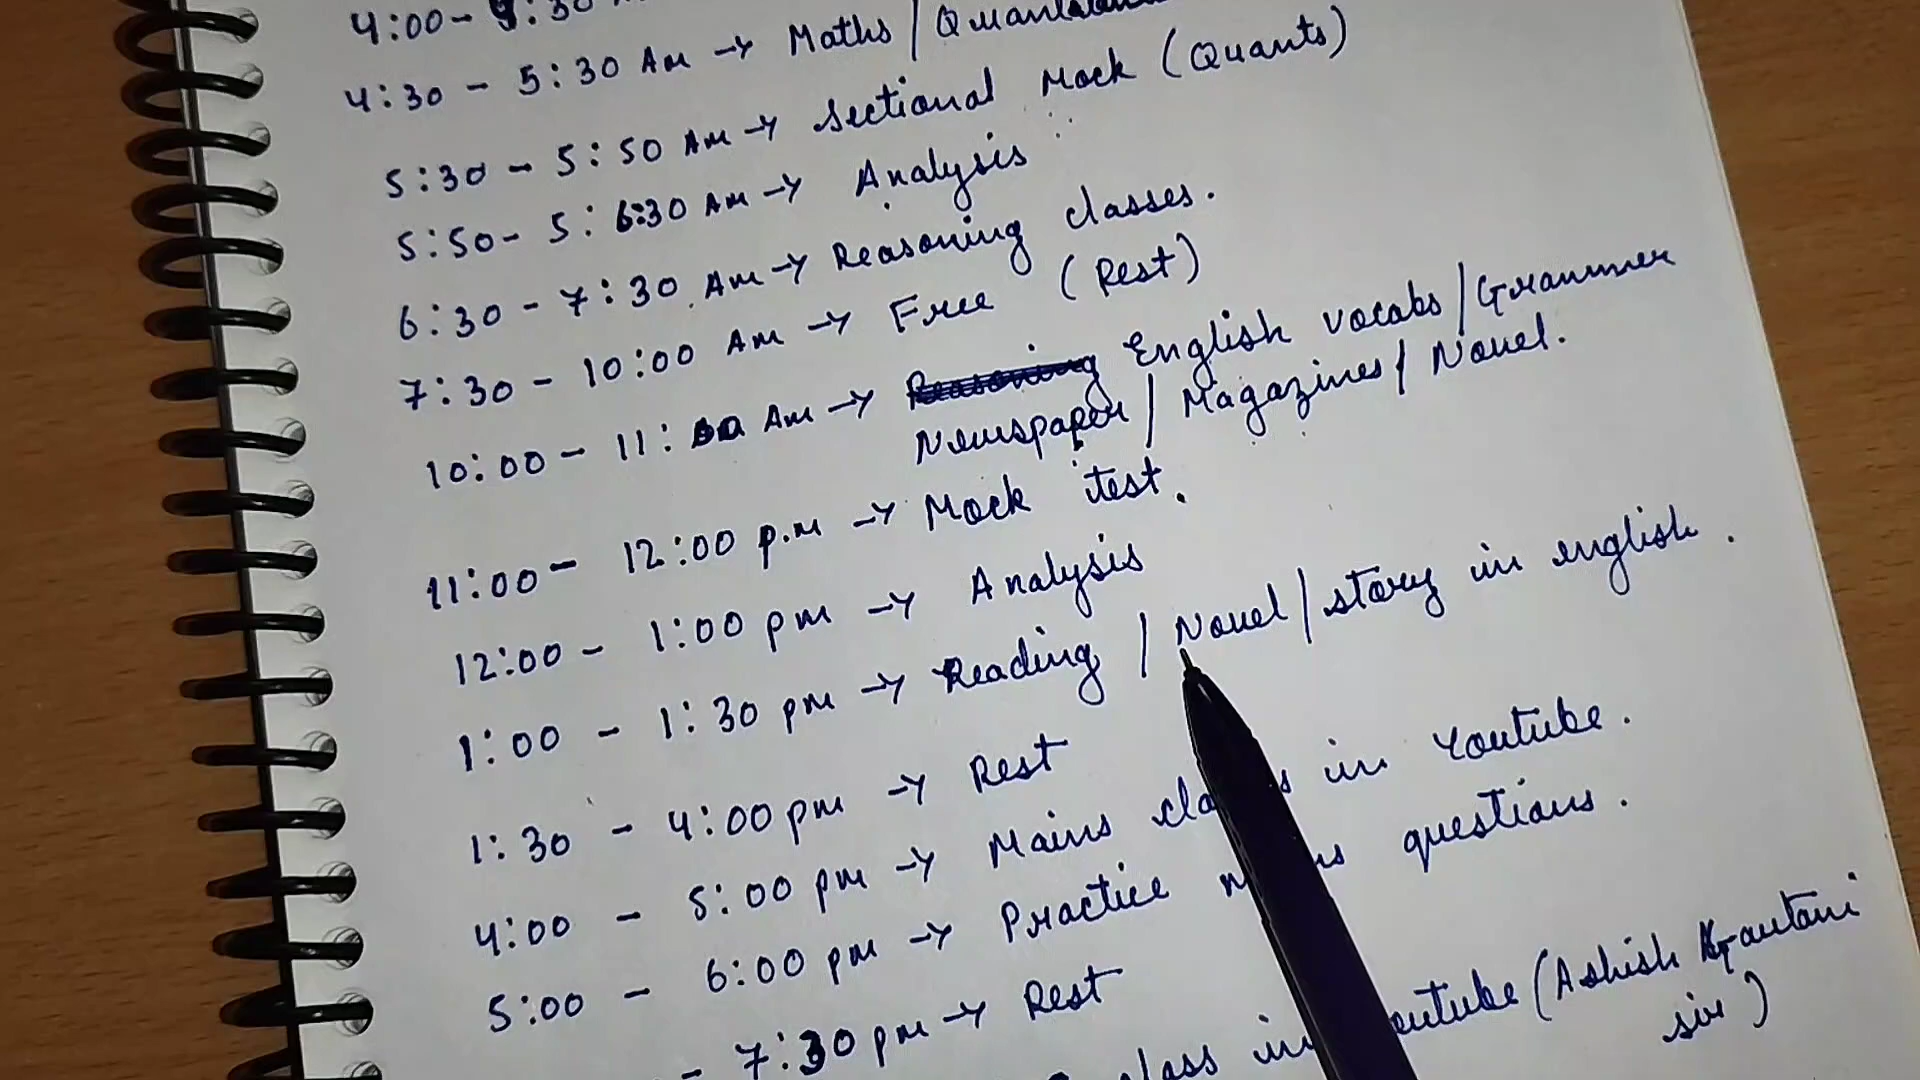 4:00 - 
4:30 - 5:30 Am → Maths /
5:30 - 5:50 Am → Sectional Mock (Quants)
5:50 - 5: 6:30 Am → Analysis
6:30 - 7:30 Am → Reasoning classes.
7:30 - 10:00 Am → Free (Rest)
10:00 - 11: Am → Reasoning English vocabs / Grammer
Newspaper / Magazines / Novel.
11:00 - 12:00 p.m → Mock test.
12:00 - 1:00 pm → Analysis
1:00 - 1:30 pm → Reading / Novel / story in english.
1:30 - 4:00 pm → Rest
4:00 - 5:00 pm → Mains in Youtube.
5:00 - 6:00 pm → Practice questions.
- 7:30 pm → Rest
class in (Ashish Gautam
sir)